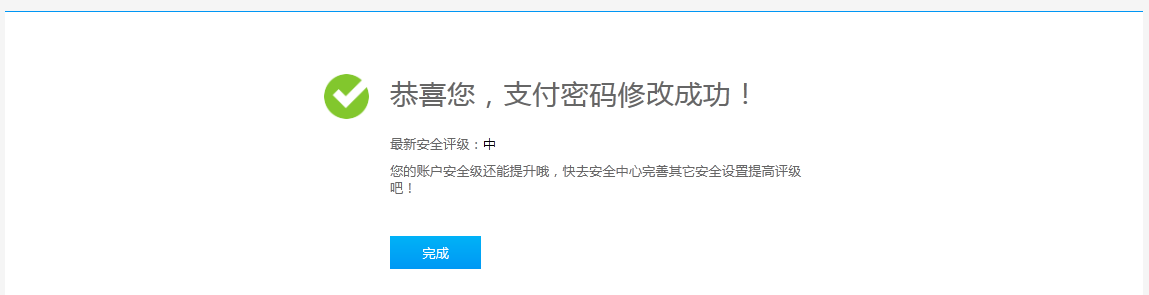 恭喜您，支付密码修改成功！
最新安全评级：中
您的账户安全级还能提升哦，快去安全中心完善其它安全设置提高评级
吧！
完成